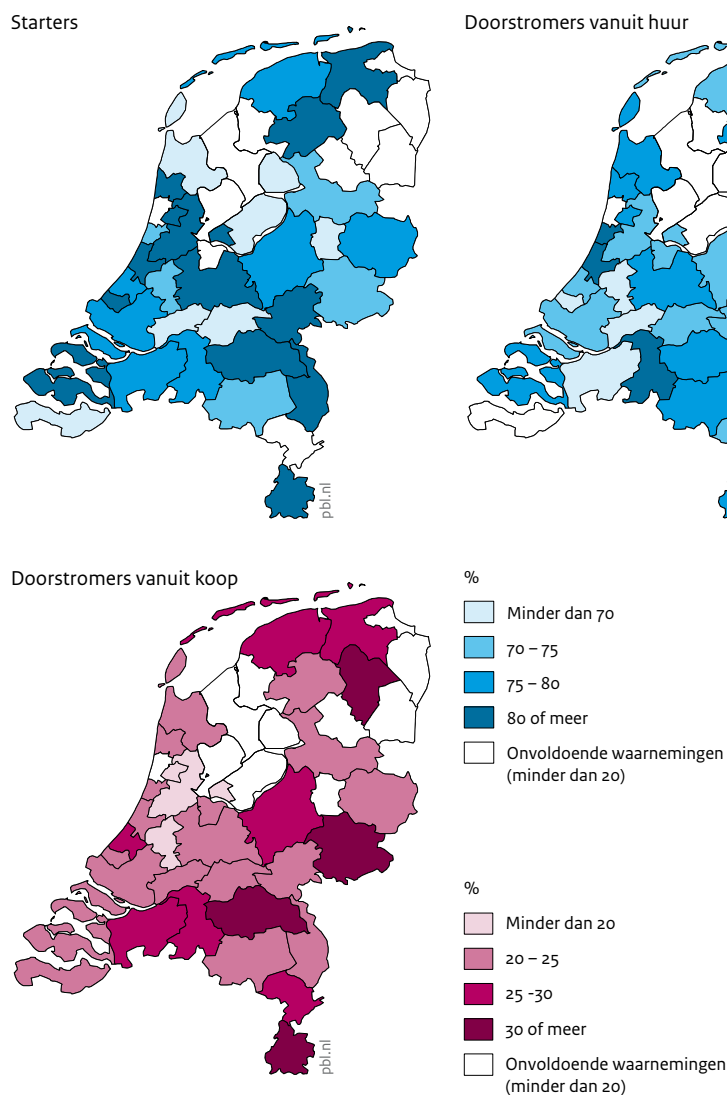 Starters
Doorstromers vanuit huur
pbl.nl
Doorstromers vanuit koop
%
Minder dan 70
70 – 75
75 – 80
80 of meer
Onvoldoende waarnemingen
(minder dan 20)
%
Minder dan 20
20 – 25
25 -30
30 of meer
Onvoldoende waarnemingen
(minder dan 20)
pbl.nl